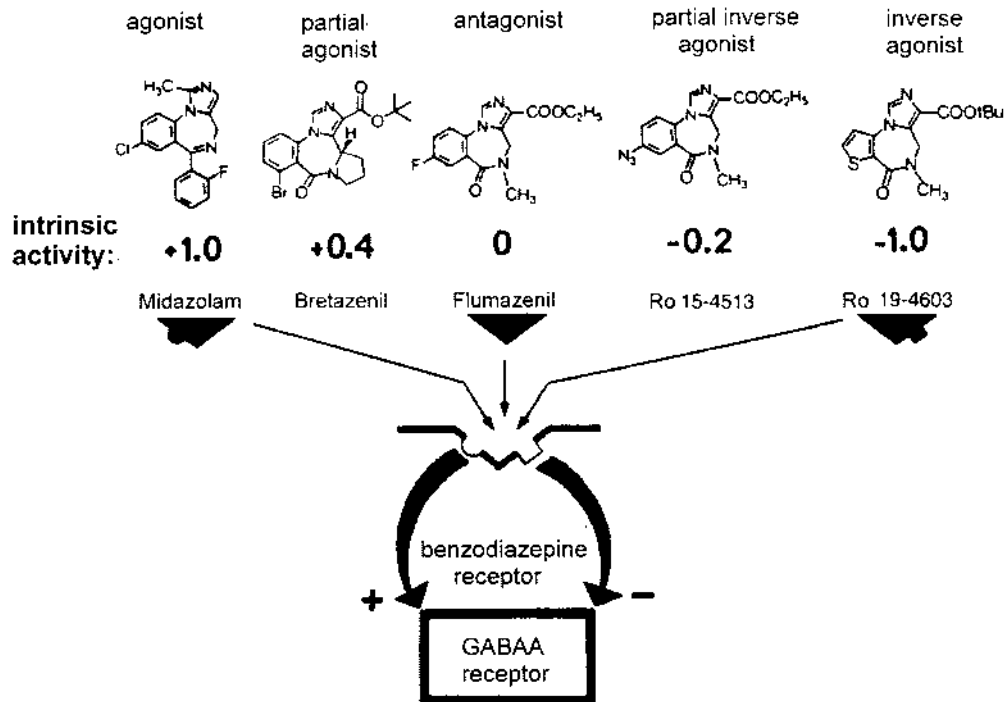 agonist
partial
agonist
antagonist
partial inverse
agonist
inverse
agonist
H₃C
N
N
N
Cl
F
N
N
O
O
H
N
Br
O
N
N
COOC₂H₅
F
N
O
CH₃
N
N
COOC₂H₅
N₃
N
O
CH₃
N
N
COOtBu
S
N
O
CH₃
intrinsic
activity:
+1.0
+0.4
0
-0.2
-1.0
Midazolam
Bretazenil
Flumazenil
Ro 15-4513
Ro 19-4603
benzodiazepine
receptor
+
-
GABAA
receptor